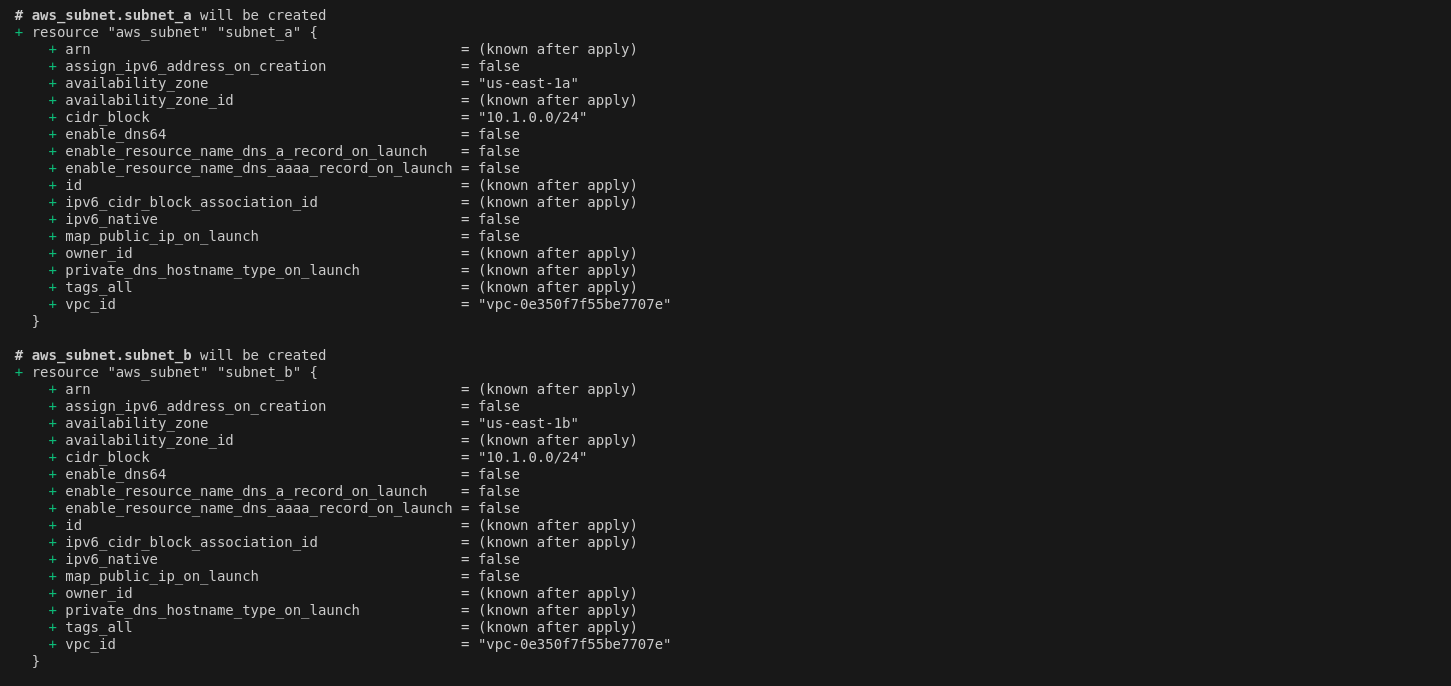 # aws_subnet.subnet_a will be created
+ resource "aws_subnet" "subnet_a" {
+ arn = (known after apply)
+ assign_ipv6_address_on_creation = false
+ availability_zone = "us-east-1a"
+ availability_zone_id = (known after apply)
+ cidr_block = "10.1.0.0/24"
+ enable_dns64 = false
+ enable_resource_name_dns_a_record_on_launch = false
+ enable_resource_name_dns_aaaa_record_on_launch = false
+ id = (known after apply)
+ ipv6_cidr_block_association_id = (known after apply)
+ ipv6_native = false
+ map_public_ip_on_launch = false
+ owner_id = (known after apply)
+ private_dns_hostname_type_on_launch = (known after apply)
+ tags_all = (known after apply)
+ vpc_id = "vpc-0e350f7f55be7707e"
}
# aws_subnet.subnet_b will be created
+ resource "aws_subnet" "subnet_b" {
+ arn = (known after apply)
+ assign_ipv6_address_on_creation = false
+ availability_zone = "us-east-1b"
+ availability_zone_id = (known after apply)
+ cidr_block = "10.1.0.0/24"
+ enable_dns64 = false
+ enable_resource_name_dns_a_record_on_launch = false
+ enable_resource_name_dns_aaaa_record_on_launch = false
+ id = (known after apply)
+ ipv6_cidr_block_association_id = (known after apply)
+ ipv6_native = false
+ map_public_ip_on_launch = false
+ owner_id = (known after apply)
+ private_dns_hostname_type_on_launch = (known after apply)
+ tags_all = (known after apply)
+ vpc_id = "vpc-0e350f7f55be7707e"
}